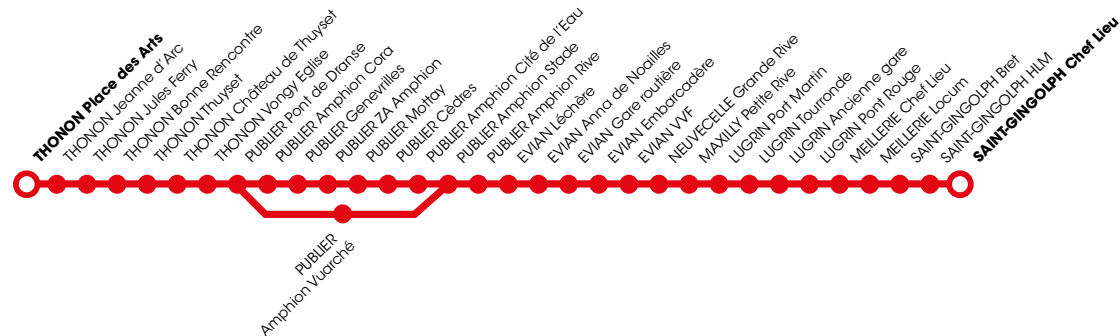 THONON Place des Arts
THONON Jeanne d'Arc
THONON Jules Ferry
THONON Bonne Rencontre
THONON Thuyset
THONON Château de Thuyset
THONON Vongy Eglise
PUBLIER Pont de Dranse
PUBLIER Amphion Cora
PUBLIER Genevrilles
PUBLIER ZA Amphion
PUBLIER Mottay
PUBLIER Cèdres
PUBLIER Amphion Cité de l'Eau
PUBLIER Amphion Stade
PUBLIER Amphion Rive
EVIAN Léchère
EVIAN Anna de Noailles
EVIAN Gare routière
EVIAN Embarcadère
EVIAN VVF
NEUVECELLE Grande Rive
MAXILLY Petite Rive
LUGRIN Port Martin
LUGRIN Tourronde
LUGRIN Ancienne gare
LUGRIN Pont Rouge
MEILLERIE Chef Lieu
MEILLERIE Locum
SAINT-GINGOLPH Bret
SAINT-GINGOLPH HLM
SAINT-GINGOLPH Chef Lieu
PUBLIER
Amphion Vuarché